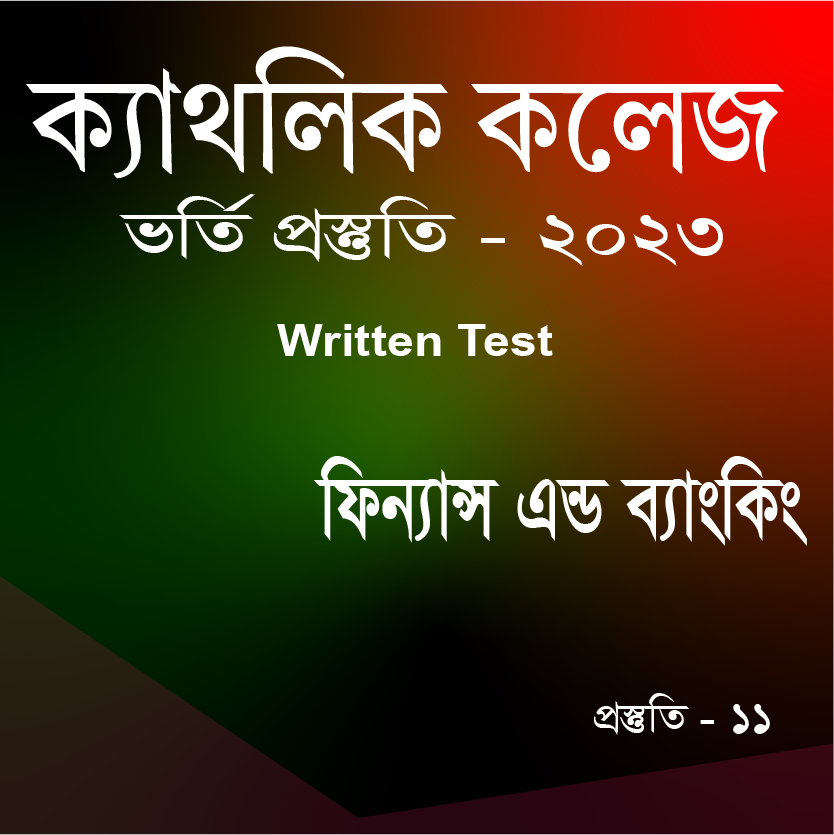 ক্যাথলিক কলেজ
ভর্তি প্রস্তুতি - ২০২৩
Written Test
ফিন্যান্স এন্ড ব্যাংকিং
প্রস্তুতি - ১১